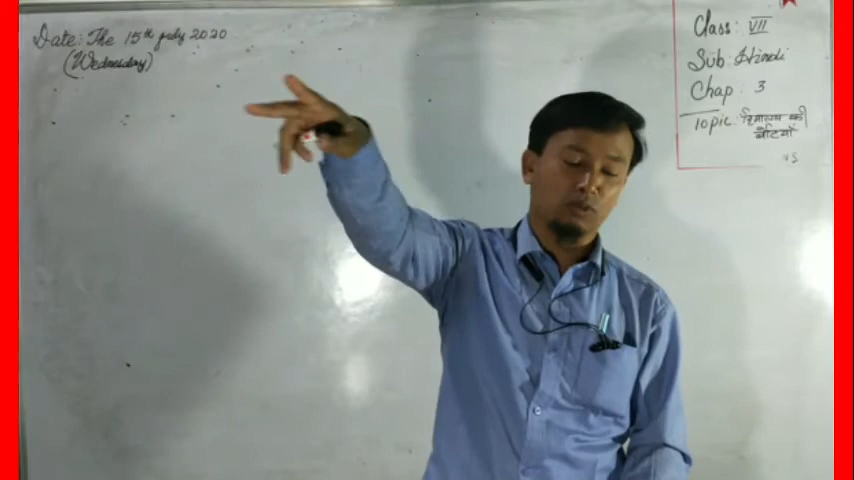 Date: The 15th july 2020
(Wednesday)
Class: VII
Sub: Hindi
Chap: 3
Topic: हिमालय की
बेटियाँ